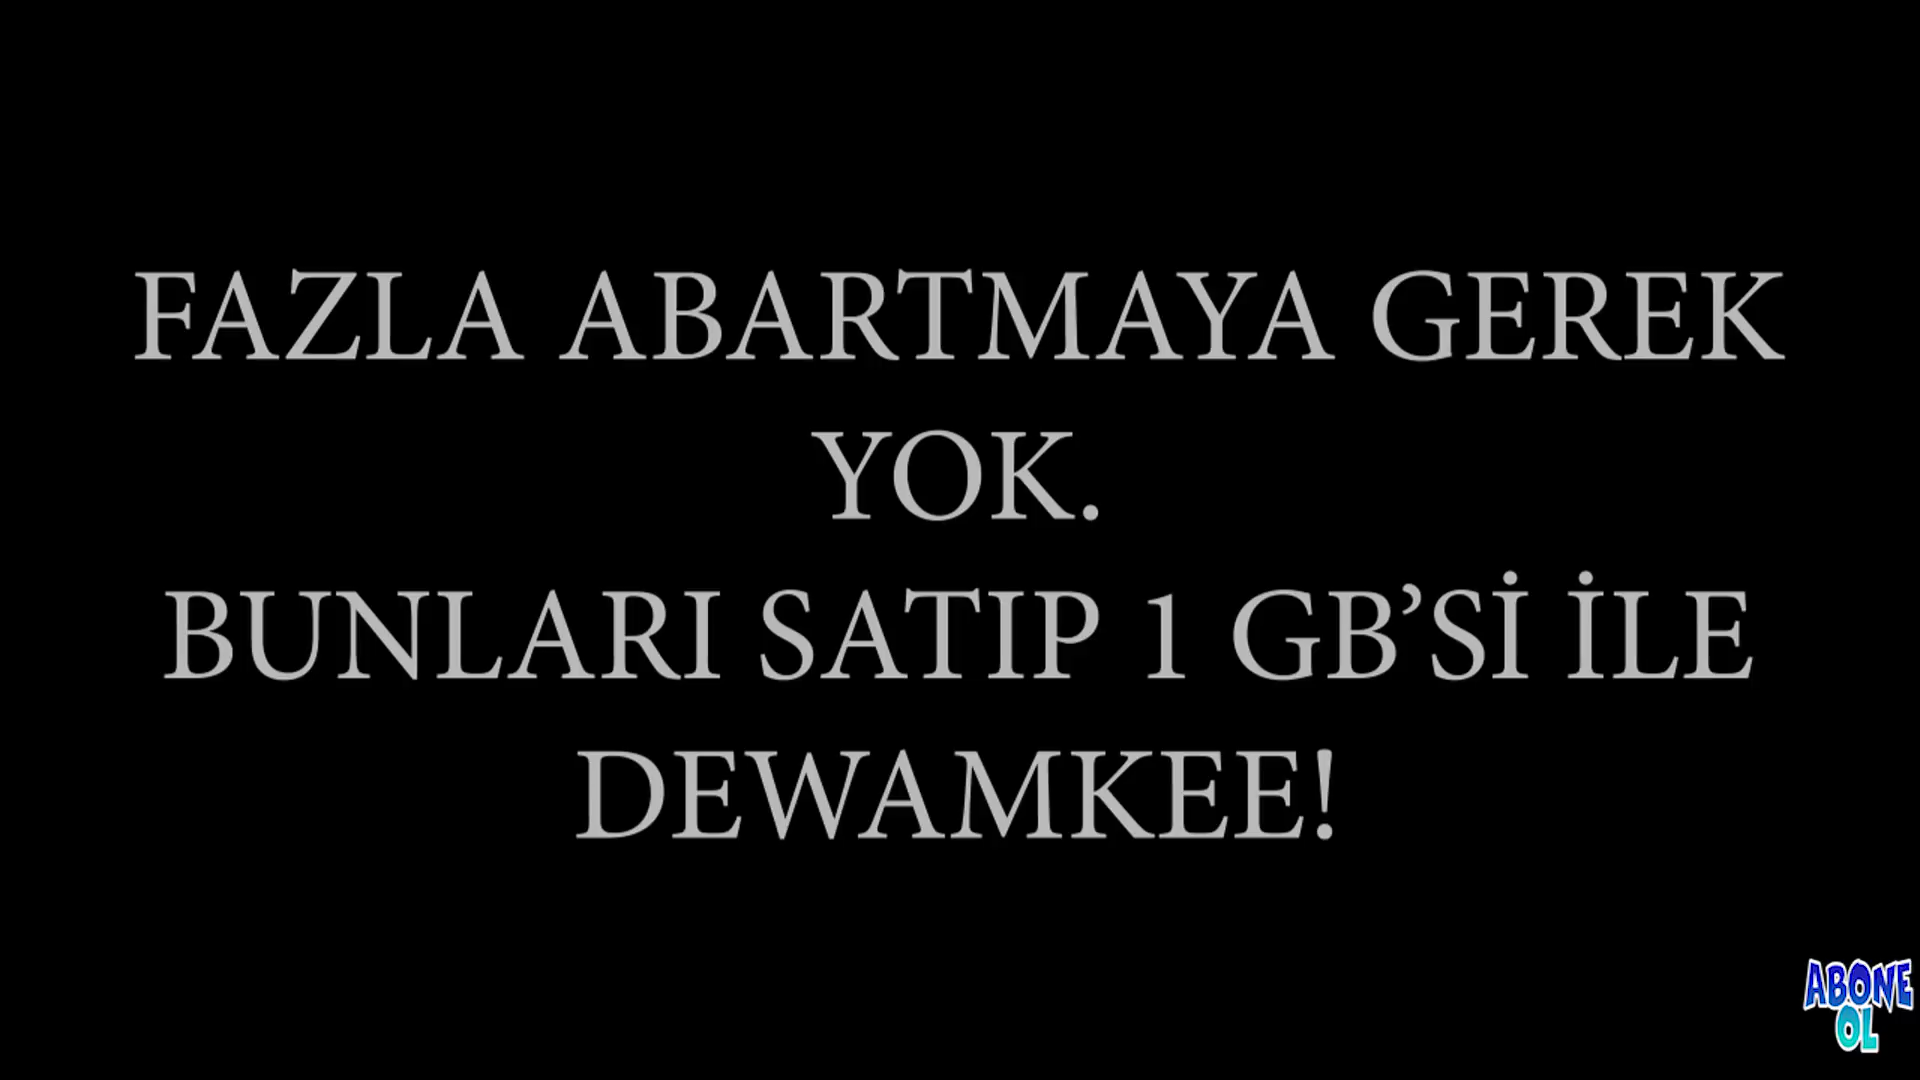 FAZLA ABARTMAYA GEREK
YOK.
BUNLARI SATIP 1 GB’Sİ İLE
DEWAMKEE!
ABONE
OL